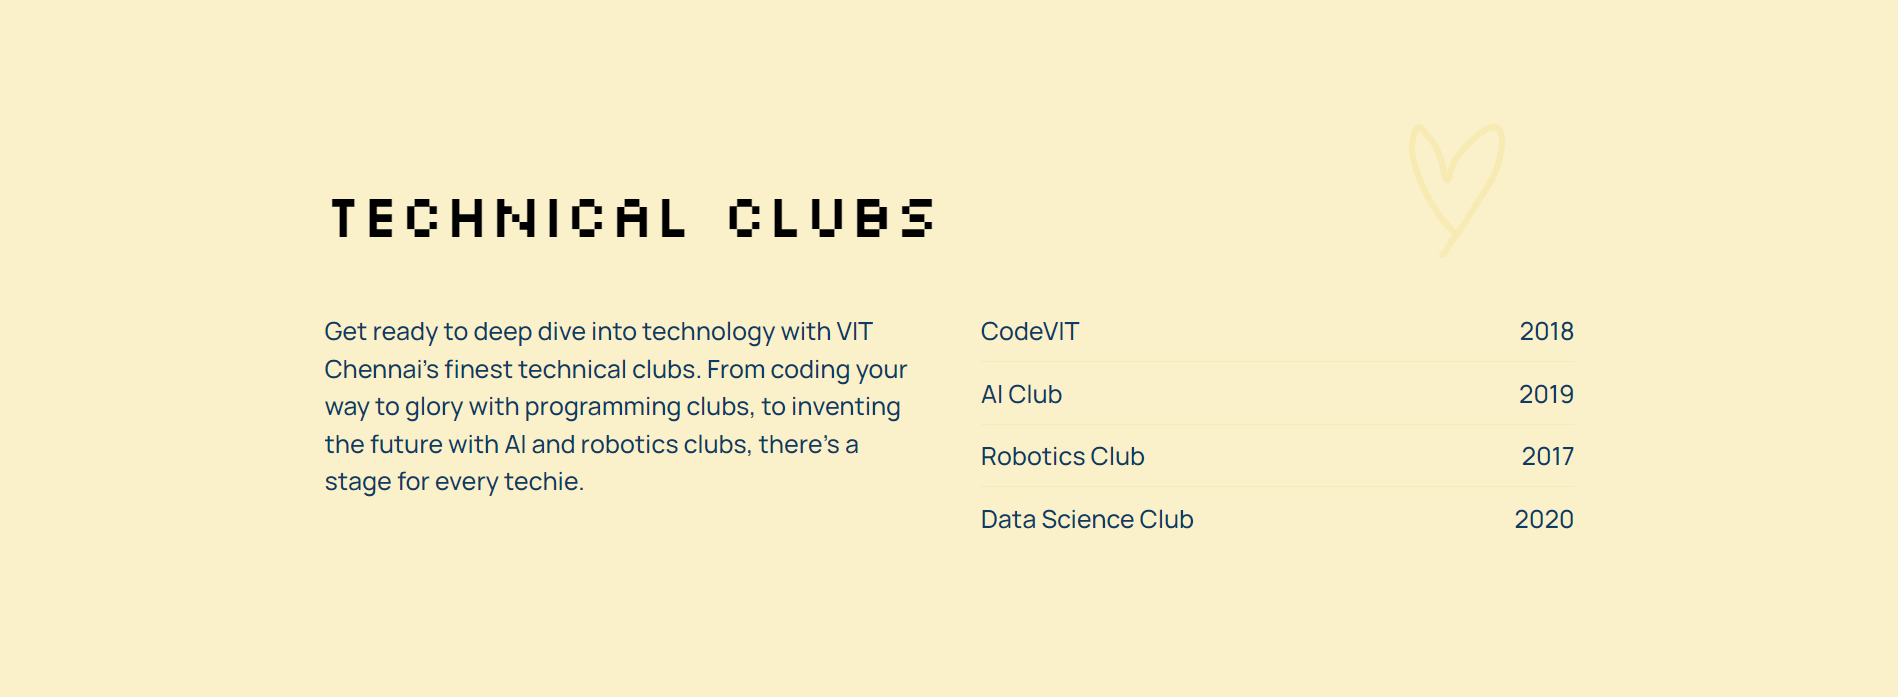 TECHNICAL CLUBS
Get ready to deep dive into technology with VIT
Chennai’s finest technical clubs. From coding your
way to glory with programming clubs, to inventing
the future with AI and robotics clubs, there’s a
stage for every techie.
CodeVIT 2018
AI Club 2019
Robotics Club 2017
Data Science Club 2020